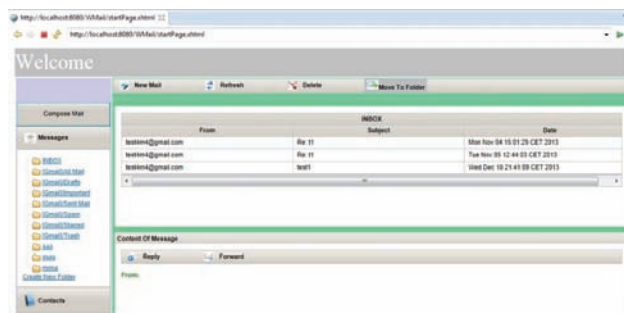 http://localhost:8080/WMail/startPage.xhtml
http://localhost:8080/WMail/startPage.xhtml
Welcome
New Mail Refresh Delete Move To Folder
Compose Mail
Messages
INBOX
[Gmail]/All Mail
[Gmail]/Drafts
[Gmail]/Important
[Gmail]/Sent Mail
[Gmail]/Spam
[Gmail]/Starred
[Gmail]/Trash
Create New Folder
Contacts
INBOX
From Subject Date
@gmail.com Re: t1 Mon Nov 04 15:01:29 CET 2013
@gmail.com Re: t1 Tue Nov 05 12:44:03 CET 2013
@gmail.com test1 Wed Dec 18 21:41:59 CET 2013
Content Of Message
Reply Forward
From: